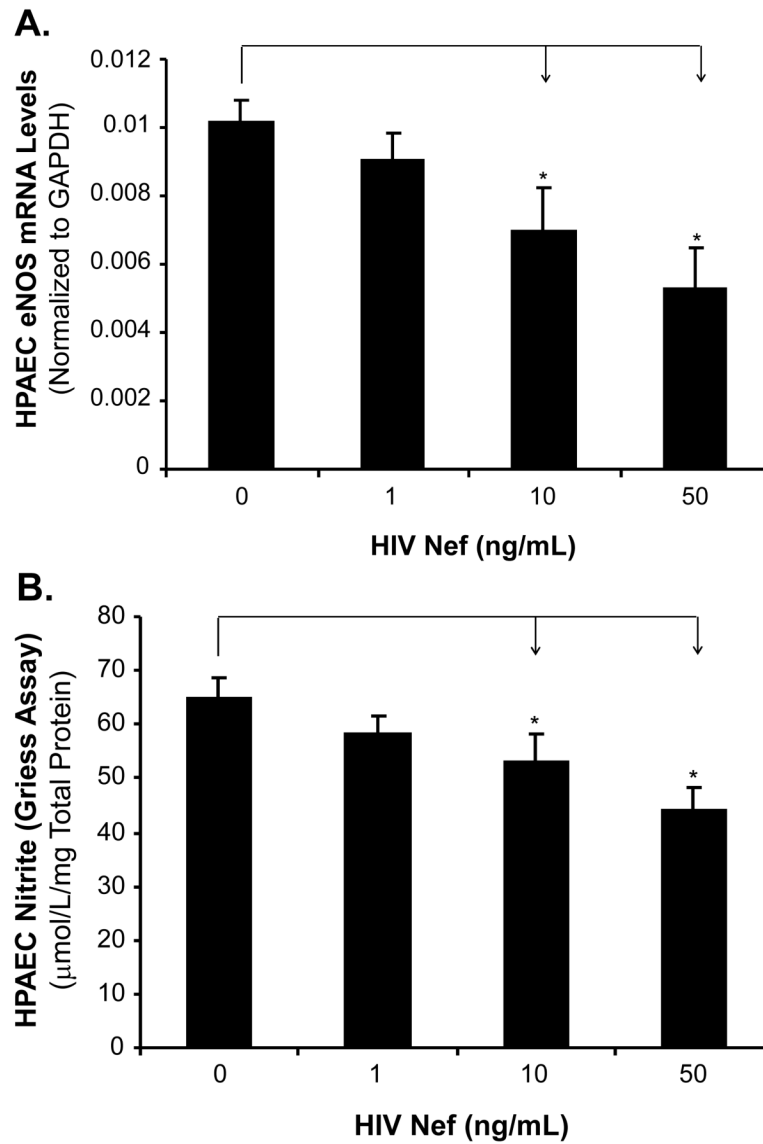 A.
HPAEC eNOS mRNA Levels
(Normalized to GAPDH)
0.012
0.01
0.008
0.006
0.004
0.002
0
*
*
0 1 10 50
HIV Nef (ng/mL)
B.
HPAEC Nitrite (Griess Assay)
(μmol/L/mg Total Protein)
80
70
60
50
40
30
20
10
0
*
*
0 1 10 50
HIV Nef (ng/mL)